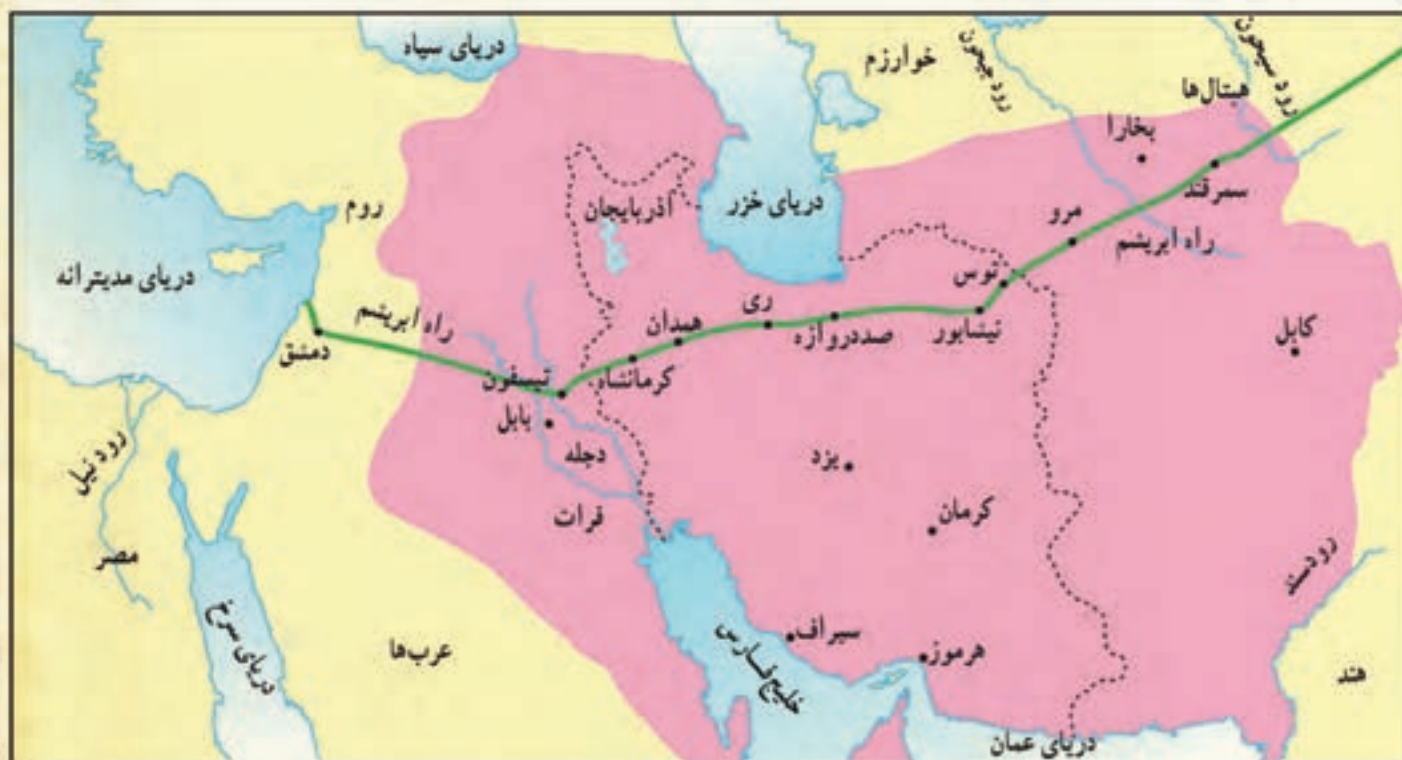 دریای سیاه
خوارزم
رود جیحون
رود سیحون
هپتال‌ها
بخارا
سمرقند
روم
آذربایجان
دریای خزر
مرو
راه ابریشم
دریای مدیترانه
توس
ری
همدان
صددروازه
نیشابور
کابل
راه ابریشم
دمشق
تیسفون
کرمانشاه
بابل
دجله
یزد
رود نیل
فرات
کرمان
مصر
رود سند
دریای سرخ
عرب‌ها
خلیج فارس
سیراف
هرموز
هند
دریای عمان